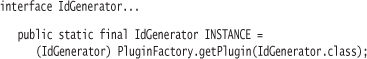 interface IdGenerator...
public static final IdGenerator INSTANCE =
(IdGenerator) PluginFactory.getPlugin(IdGenerator.class);